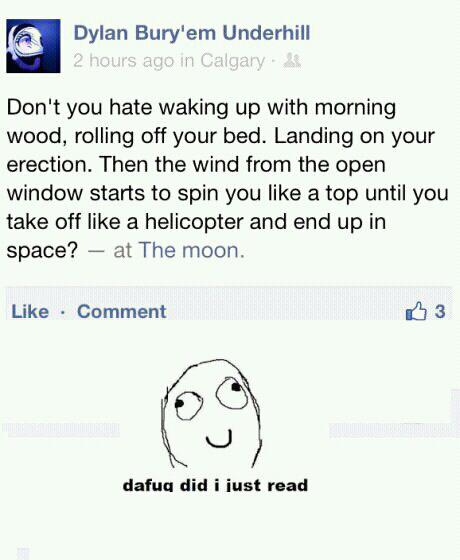 Dylan Bury'em Underhill
2 hours ago in Calgary ·
Don't you hate waking up with morning
wood, rolling off your bed. Landing on your
erection. Then the wind from the open
window starts to spin you like a top until you
take off like a helicopter and end up in
space? — at The moon.
Like · Comment
3
dafuq did i just read